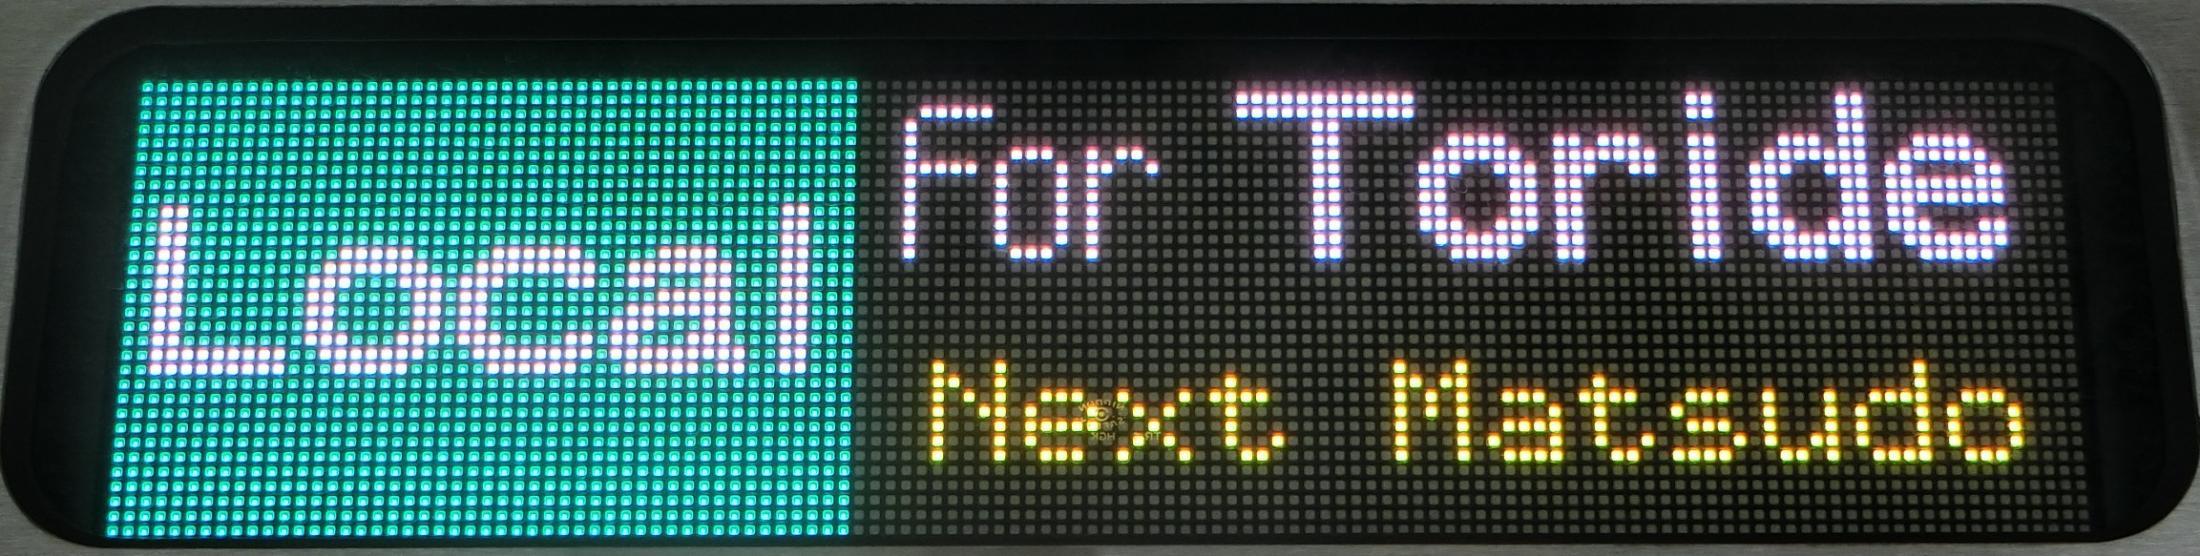 Local
For Toride
Next Matsudo